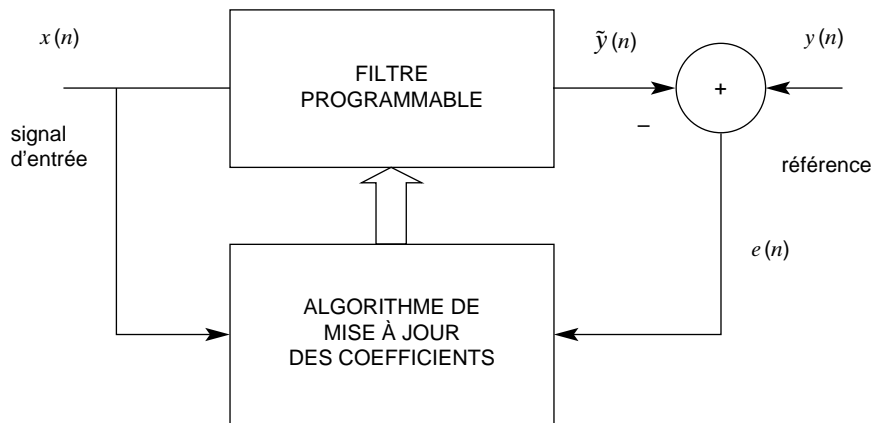 x(n)
FILTRE
PROGRAMMABLE
ỹ(n)
y(n)
+
–
signal
d'entrée
référence
e(n)
ALGORITHME DE
MISE À JOUR
DES COEFFICIENTS